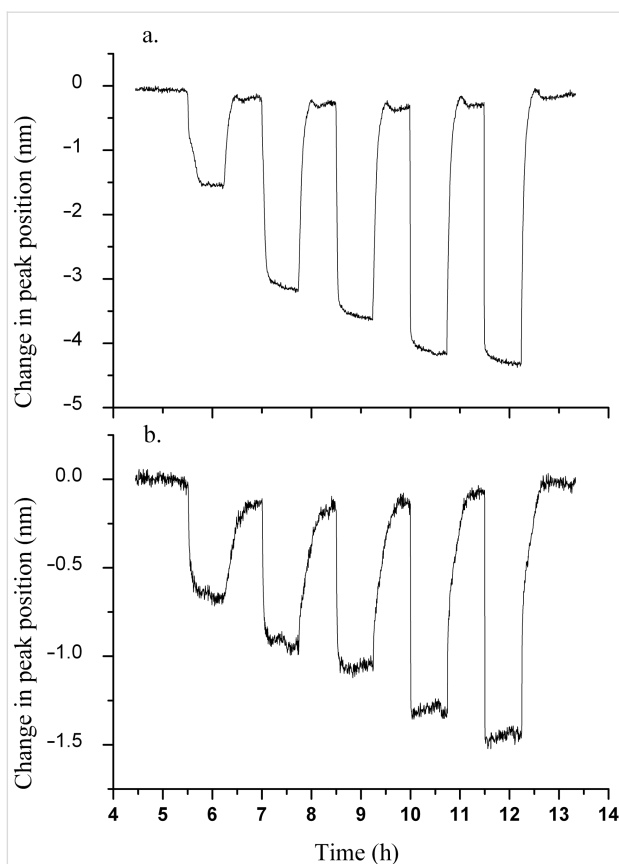 a.
0
−1
−2
−3
−4
−5
Change in peak position (nm)
b.
0.0
−0.5
−1.0
−1.5
Change in peak position (nm)
4 5 6 7 8 9 10 11 12 13 14
Time (h)